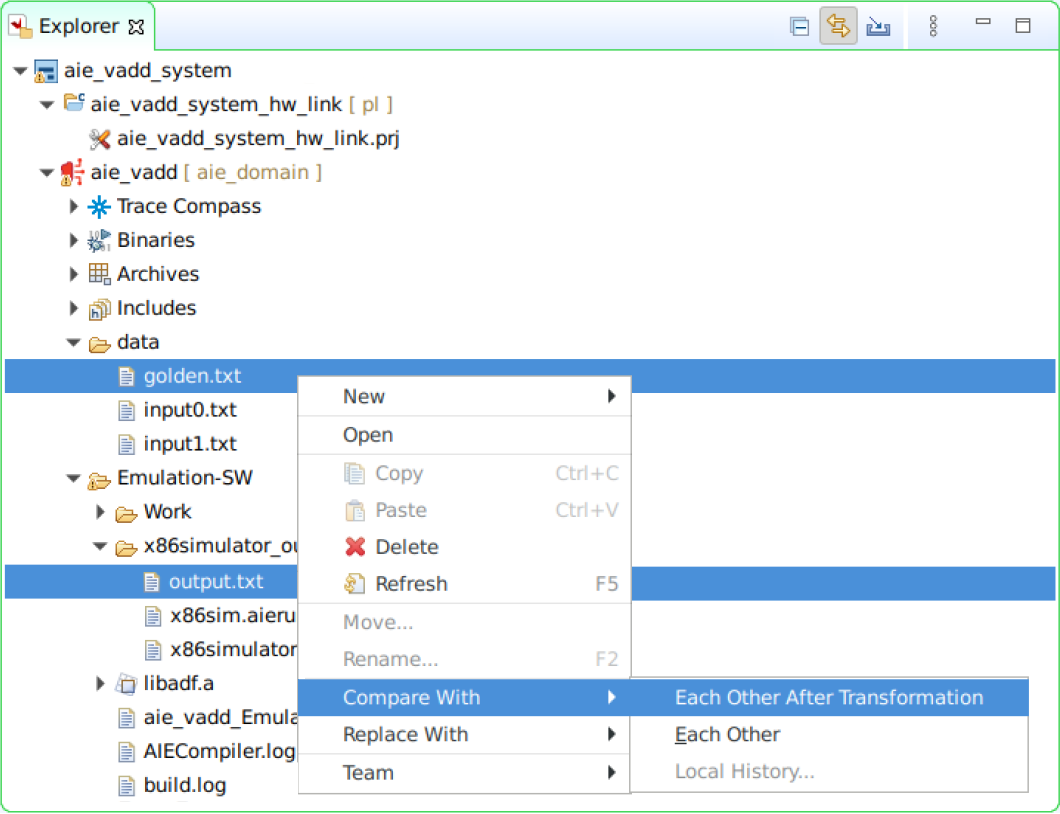 Explorer
aie_vadd_system
aie_vadd_system_hw_link [ pl ]
aie_vadd_system_hw_link.prj
aie_vadd [ aie_domain ]
Trace Compass
Binaries
Archives
Includes
data
golden.txt
input0.txt
input1.txt
Emulation-SW
Work
x86simulator_ou
output.txt
x86sim.aieru
x86simulator
libadf.a
aie_vadd_Emula
AIECompiler.log
build.log
New
Open
Copy Ctrl+C
Paste Ctrl+V
Delete
Refresh F5
Move...
Rename... F2
Compare With
Replace With
Team
Each Other After Transformation
Each Other
Local History...